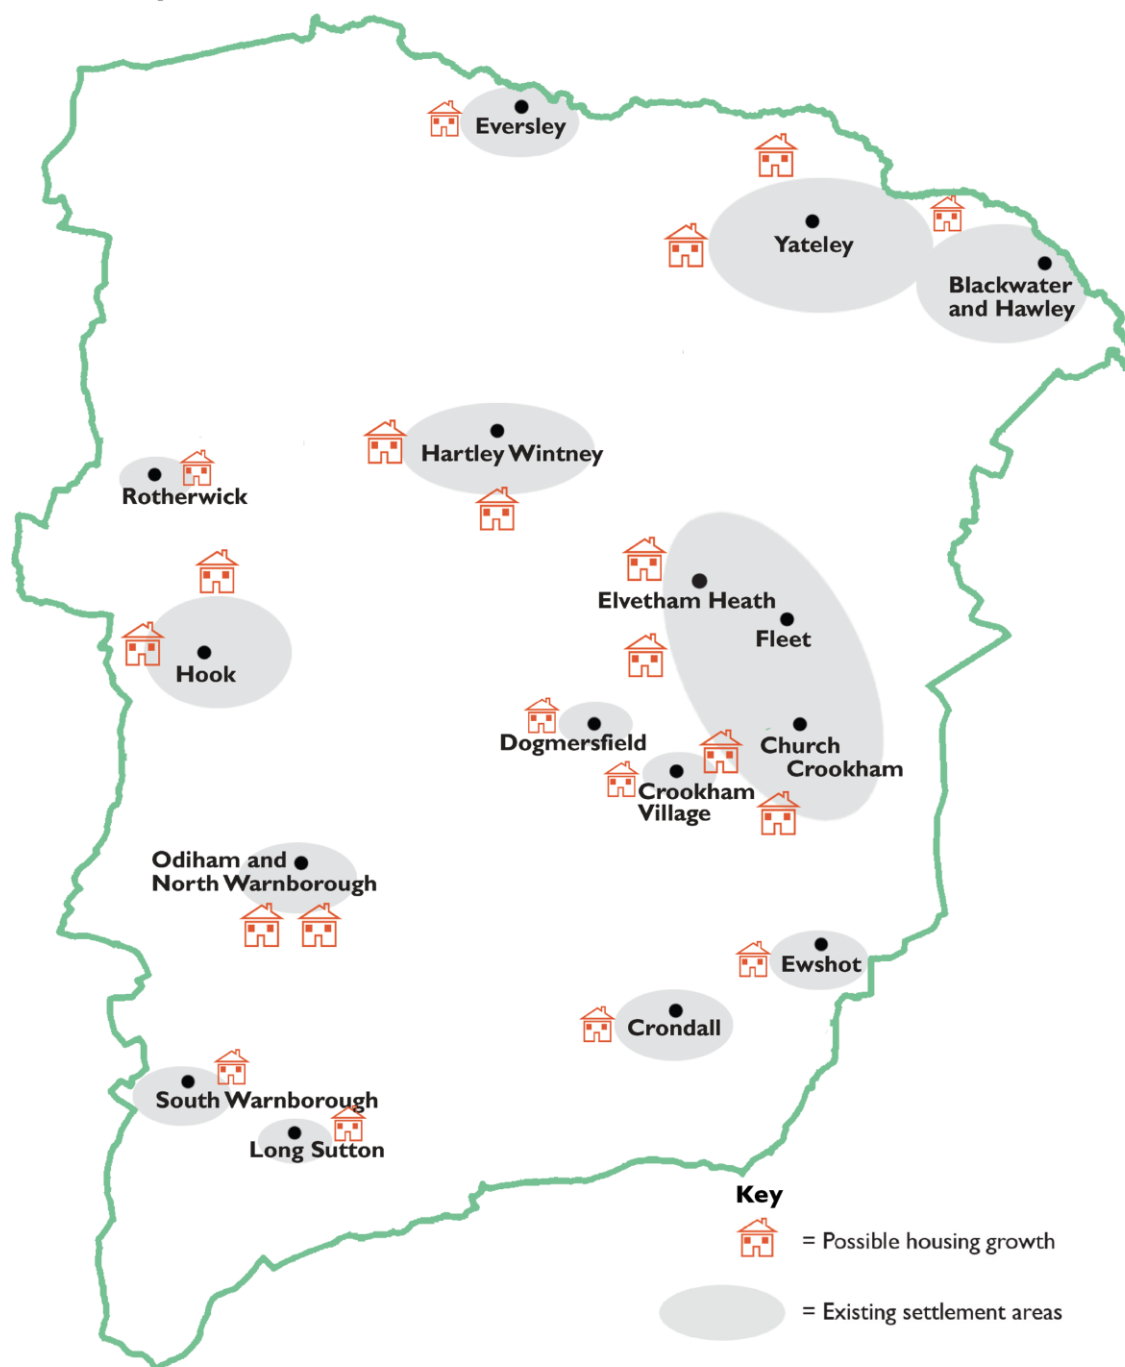 Eversley
Yateley
Blackwater
and Hawley
Hartley Wintney
Rotherwick
Elvetham Heath
Fleet
Hook
Dogmersfield
Church
Crookham
Crookham
Village
Odiham and
North Warnborough
Ewshot
Crondall
South Warnborough
Long Sutton
Key
= Possible housing growth
= Existing settlement areas